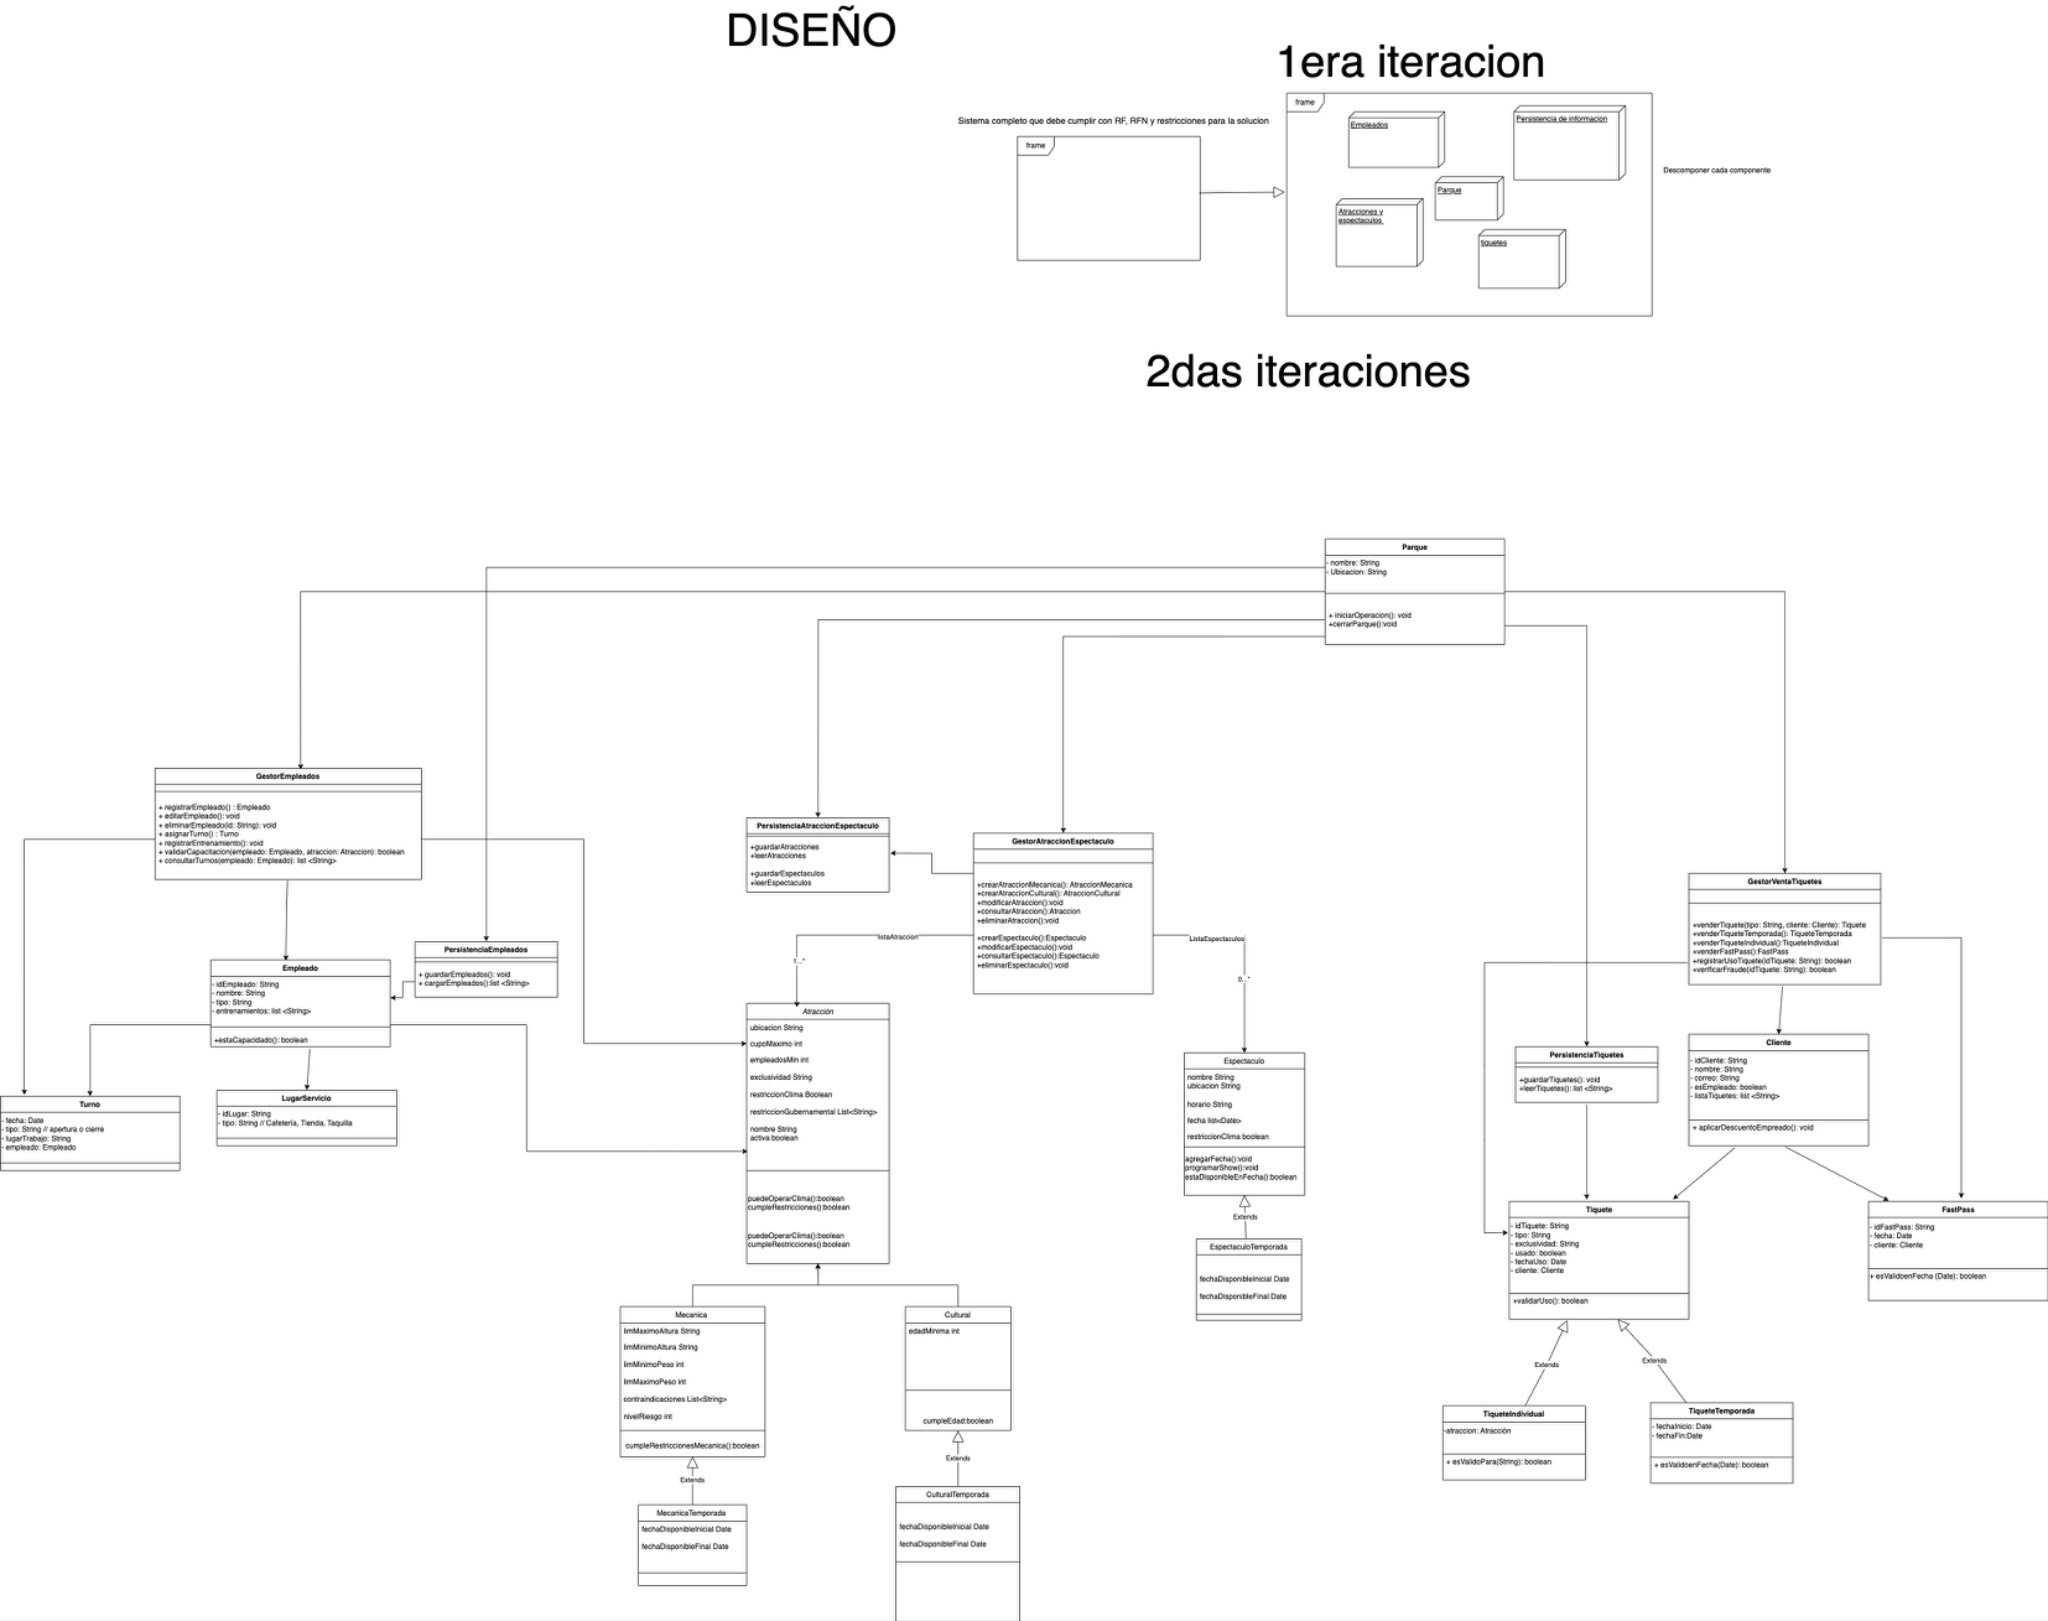 DISEÑO
1era iteracion
Sistema completo que debe cumplir con RF, RFN y restricciones para la solucion
frame
frame
Empleados
Persistencia de informacion
Parque
Atracciones y
espectaculos
tiquetes
Descomponer cada componente
2das iteraciones
Parque
- nombre: String
- Ubicacion: String
+ iniciarOperacion(): void
+cerrarParque():void
GestorEmpleados
+ registrarEmpleado() : Empleado
+ editarEmpleado(): void
+ eliminarEmpleado(id: String): void
+ asignarTurno() : Turno
+ registrarEntrenamiento(): void
+ validarCapacitacion(empleado: Empleado, atraccion: Atraccion): boolean
+ consultarTurnos(empleado: Empleado): list <String>
PersistenciaAtraccionEspectaculo
+guardarAtracciones
+leerAtracciones
+guardarEspectaculos
+leerEspectaculos
GestorAtraccionEspectaculo
+crearAtraccionMecanica(): AtraccionMecanica
+crearAtraccionCultural(): AtraccionCultural
+modificarAtraccion():void
+consultarAtraccion():Atraccion
+eliminarAtraccion():void
+crearEspectaculo():Espectaculo
+modificarEspectaculo():void
+consultarEspectaculo():Espectaculo
+eliminarEspectaculo():void
listaAtraccion
1...*
ListaEspectaculos
0...*
GestorVentaTiquetes
+venderTiquete(tipo: String, cliente: Cliente): Tiquete
+venderTiqueteTemporada(): TiqueteTemporada
+venderTiqueteIndividual():TiqueteIndividual
+venderFastPass():FastPass
+registrarUsoTiquete(idTiquete: String): boolean
+verificarFraude(idTiquete: String): boolean
PersistenciaEmpleados
+ guardarEmpleados(): void
+ cargarEmpleados():list <String>
Empleado
- idEmpleado: String
- nombre: String
- tipo: String
- entrenamientos: list <String>
+estaCapacidado(): boolean
Turno
- fecha: Date
- tipo: String // apertura o cierre
- lugarTrabajo: String
- empleado: Empleado
LugarServicio
- idLugar: String
- tipo: String // Cafetería, Tienda, Taquilla
Atracción
ubicacion String
cupoMaximo int
empleadosMin int
exclusividad String
restriccionClima Boolean
restriccionGubernamental List<String>
nombre String
activa boolean
puedeOperarClima():boolean
cumpleRestricciones():boolean
puedeOperarClima():boolean
cumpleRestricciones():boolean
Espectaculo
nombre String
ubicacion String
horario String
fecha list<Date>
restriccionClima boolean
agregarFecha():void
programarShow():void
estaDisponibleEnFecha():boolean
Extends
EspectaculoTemporada
fechaDisponibleInicial Date
fechaDisponibleFinal Date
PersistenciaTiquetes
+guardarTiquetes(): void
+leerTiquetes(): list <String>
Cliente
- idCliente: String
- nombre: String
- correo: String
- esEmpleado: boolean
- listaTiquetes: list <String>
+ aplicarDescuentoEmpreado(): void
Tiquete
- idTiquete: String
- tipo: String
- exclusividad: String
- usado: boolean
- fechaUso: Date
- cliente: Cliente
+validarUso(): boolean
FastPass
- idFastPass: String
- fecha: Date
- cliente: Cliente
+ esValidoenFecha (Date): boolean
Mecanica
limMaximoAltura String
limMinimoAltura String
limMinimoPeso int
limMaximoPeso int
contraindicaciones List<String>
nivelRiesgo int
cumpleRestriccionesMecanica():boolean
Cultural
edadMinima int
cumpleEdad:boolean
Extends
Extends
MecanicaTemporada
fechaDisponibleInicial Date
fechaDisponibleFinal Date
CulturalTemporada
fechaDisponibleInicial Date
fechaDisponibleFinal Date
Extends
Extends
TiqueteIndividual
-atraccion: Atracción
+ esValidoPara(String): boolean
TiqueteTemporada
- fechaInicio: Date
- fechaFin:Date
+ esValidoenFecha(Date): boolean